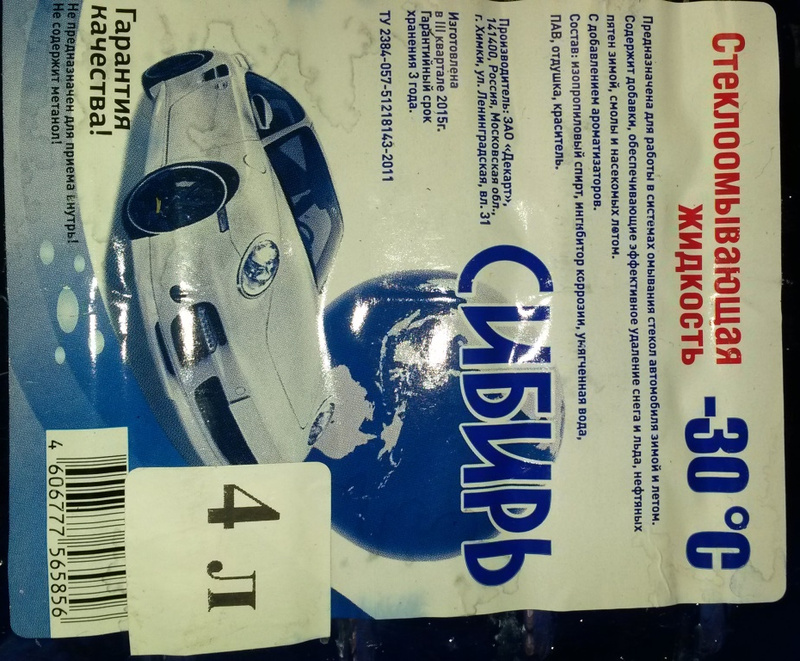 Стеклоомывающая
жидкость
-30 °C
Предназначена для работы в системах омывания стекол автомобиля зимой и летом.
Содержит добавки, обеспечивающие эффективное удаление снега и льда, нефтяных
пятен зимой, смолы и насекомых летом.
С добавлением ароматизаторов.
Состав: изопропиловый спирт, ингибитор коррозии, умягченная вода,
ПАВ, отдушка, краситель.
СИБИРЬ
Производитель: ЗАО «Декарт»,
141400, Россия, Московская обл.,
г. Химки, ул. Ленинградская, вл. 31
Изготовлена
в III квартале 2015г.
Гарантийный срок
хранения 3 года.
ТУ 2384-057-51218143-2011
Гарантия
качества!
Не предназначен для приема внутрь!
Не содержит метанол!
4 л
4 606777 565856